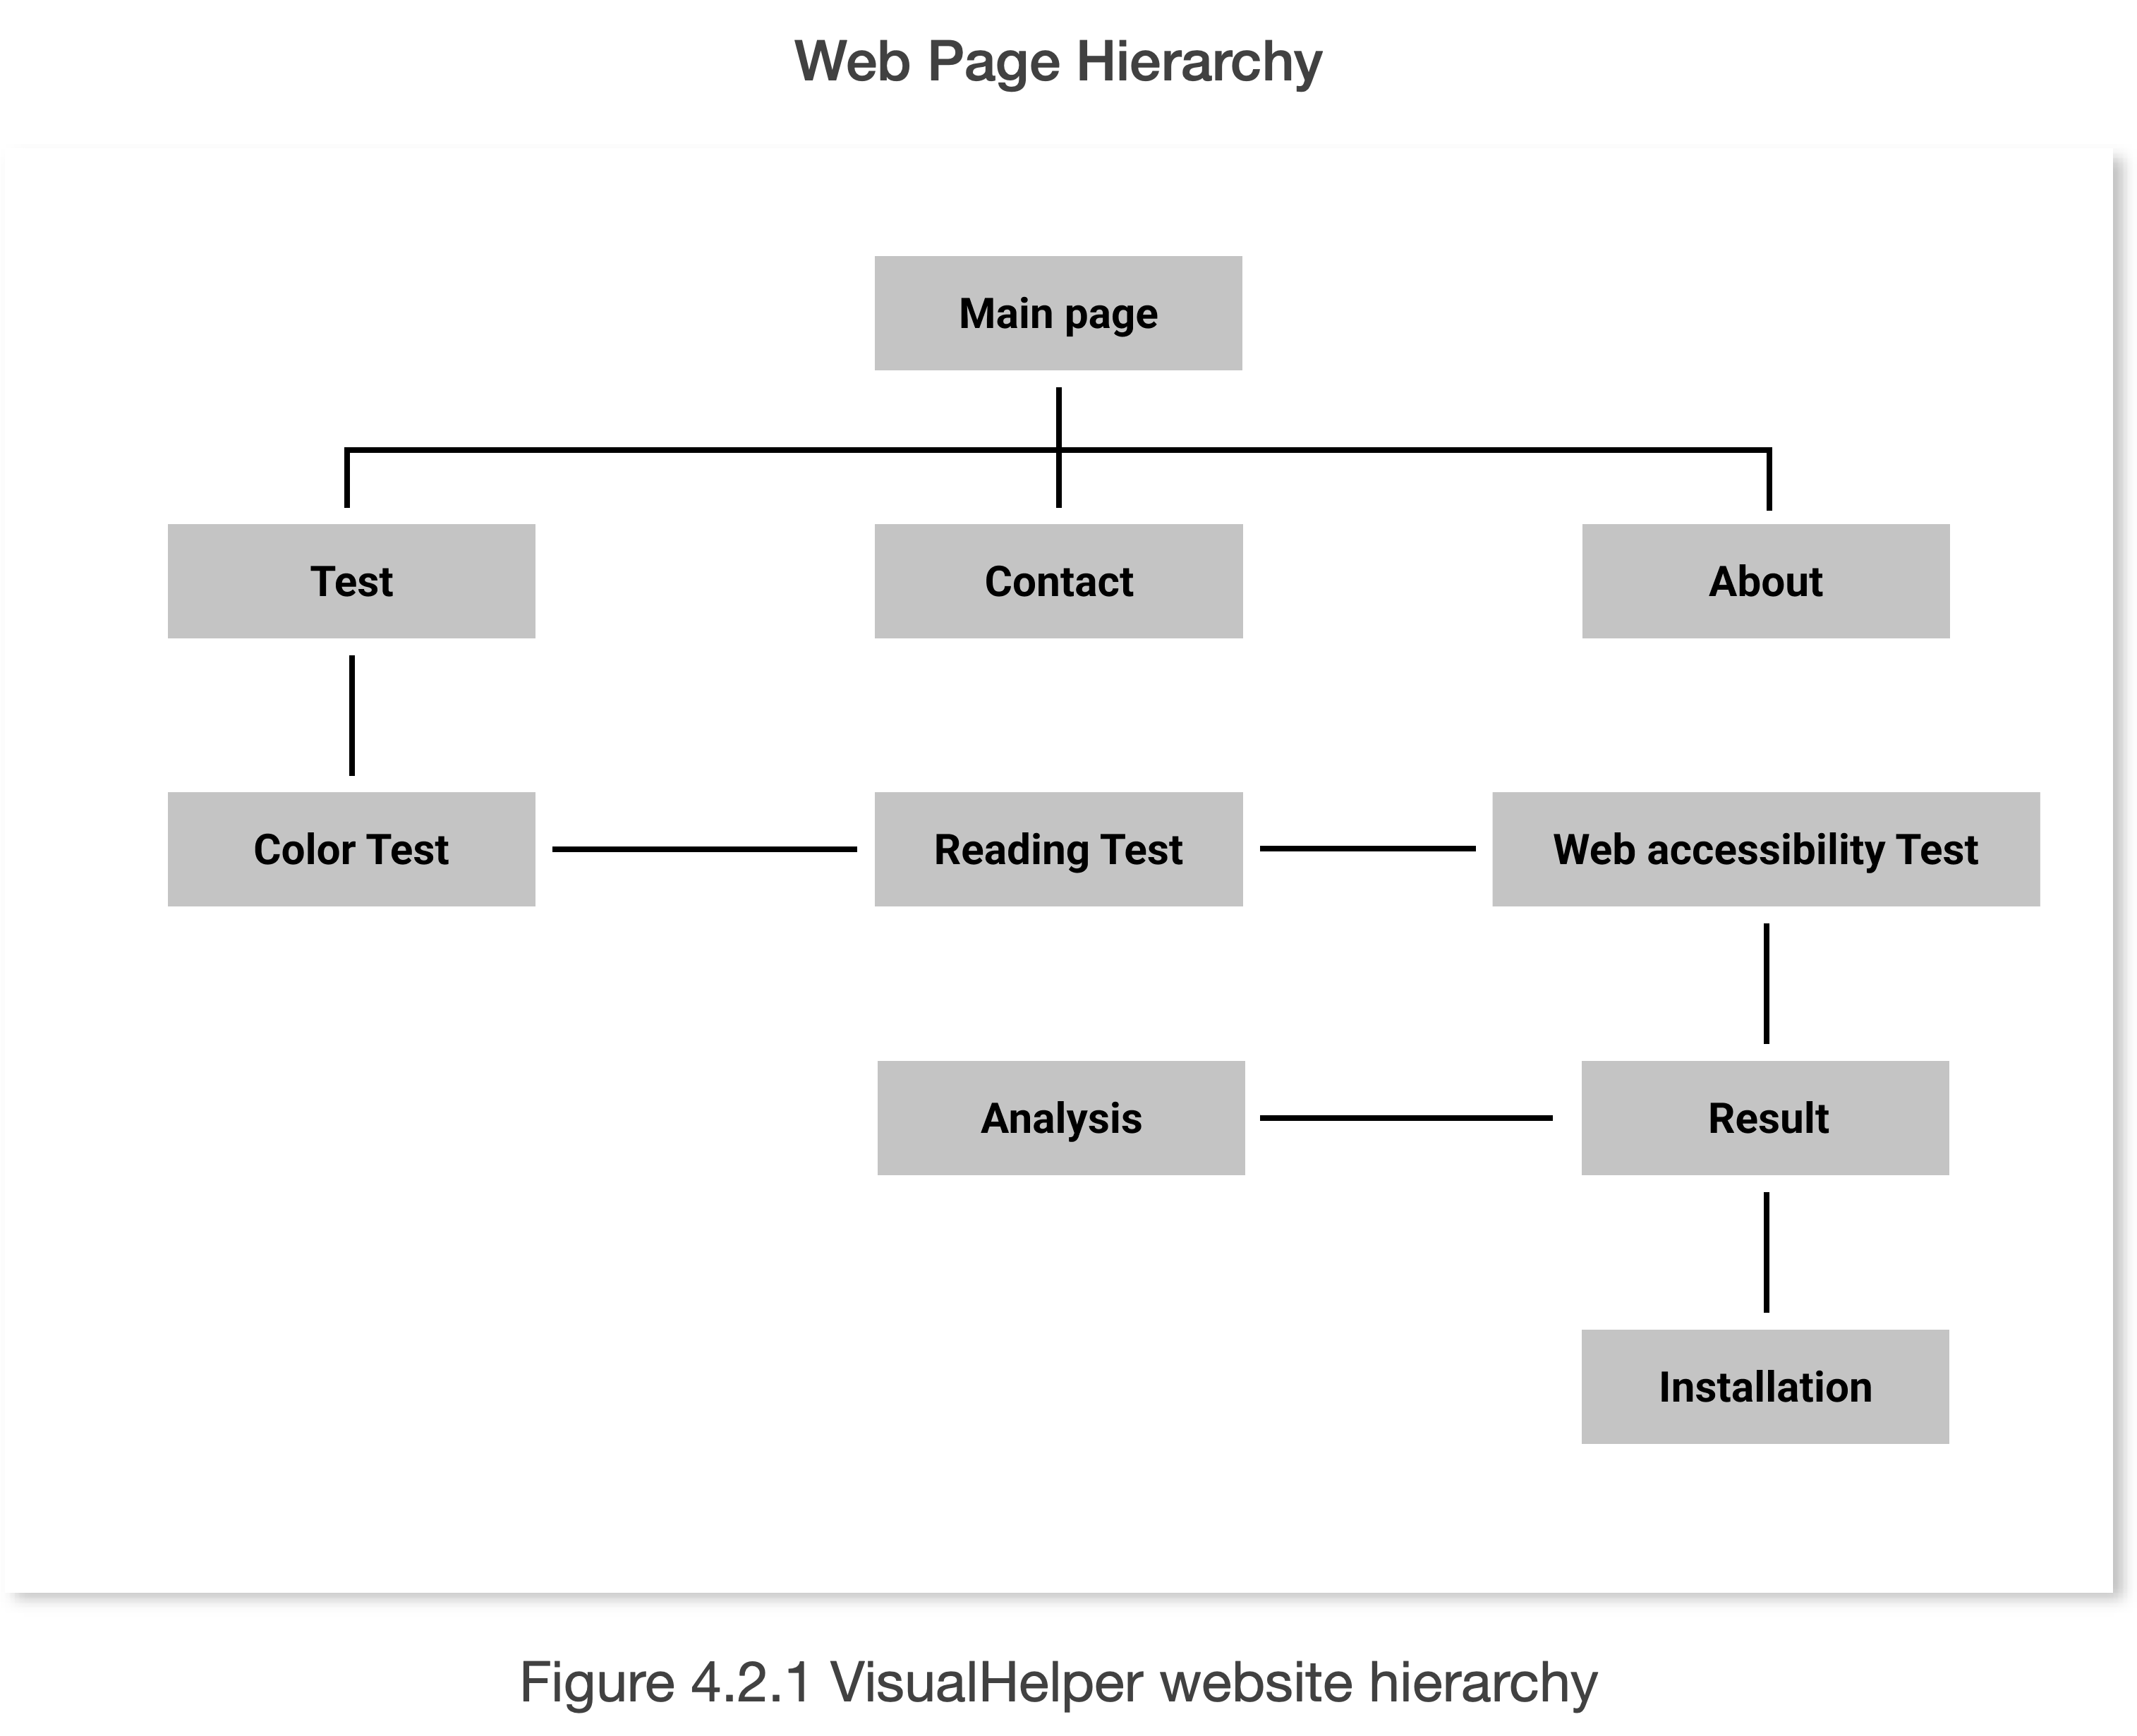 Web Page Hierarchy
Main page
Test
Contact
About
Color Test
Reading Test
Web accessibility Test
Analysis
Result
Installation
Figure 4.2.1 VisualHelper website hierarchy